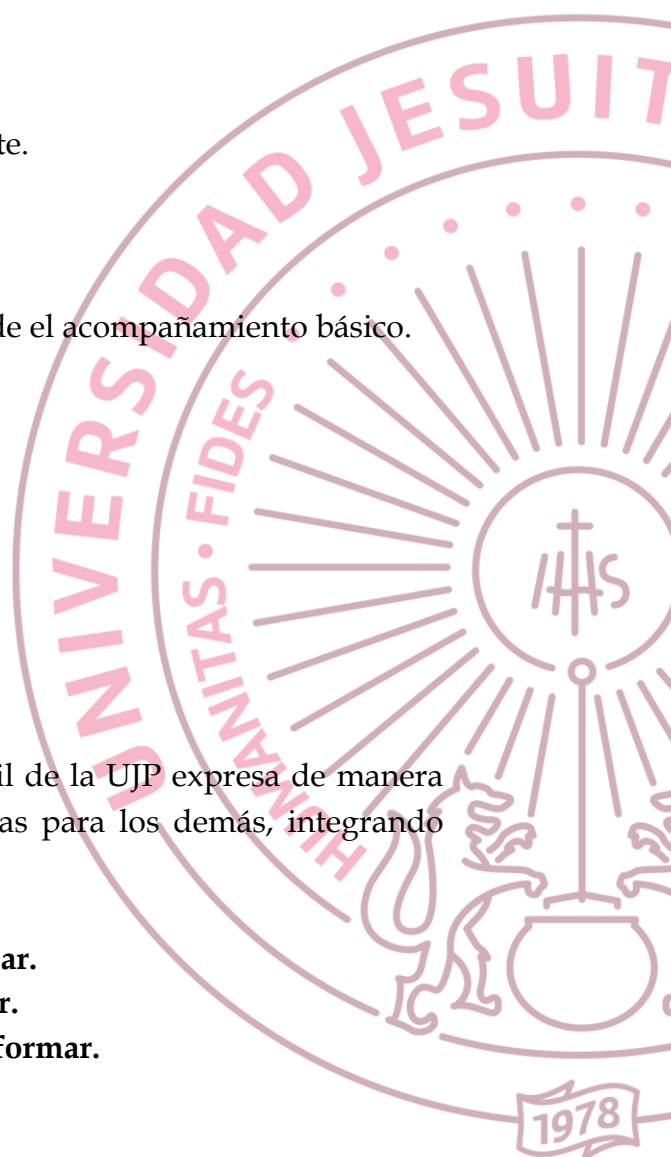 te.
de el acompañamiento básico.
il de la UJP expresa de manera
as para los demás, integrando
ar.
r.
formar.
UNIVERSIDAD JESUIT
HUMANITAS • FIDES
IHS
1978